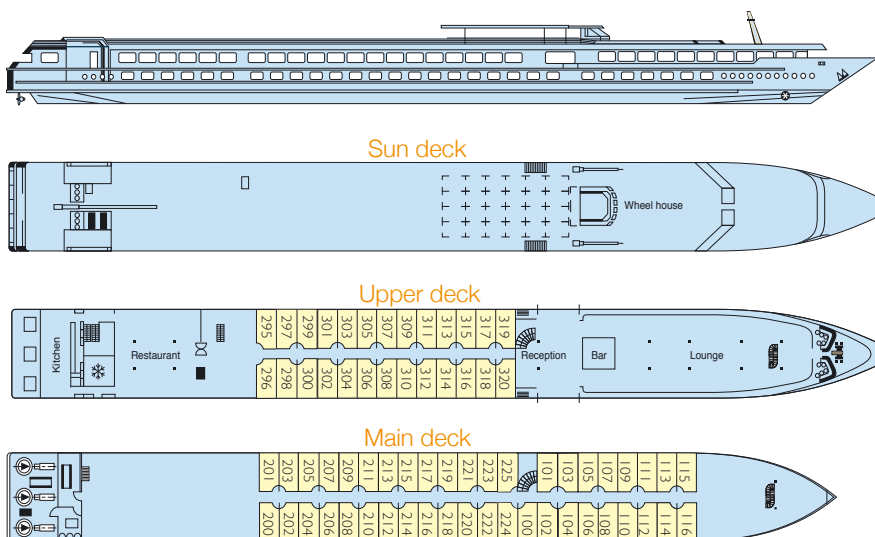 Sun deck
Wheel house
Upper deck
295 297 299 301 303 305 307 309 311 313 315 317 319
Kitchen Restaurant Reception Bar Lounge
296 298 300 302 304 306 308 310 312 314 316 318 320
Main deck
201 203 205 207 209 211 213 215 217 219 221 223 225 101 103 105 107 109 111 113 115
200 202 204 206 208 210 212 214 216 218 220 222 224 100 102 104 106 108 110 112 114 116